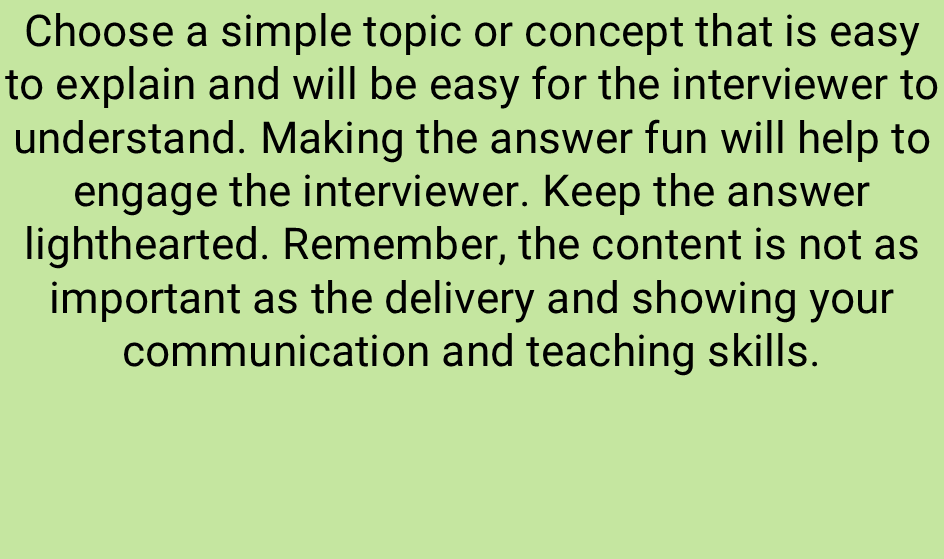 Choose a simple topic or concept that is easy
to explain and will be easy for the interviewer to
understand. Making the answer fun will help to
engage the interviewer. Keep the answer
lighthearted. Remember, the content is not as
important as the delivery and showing your
communication and teaching skills.